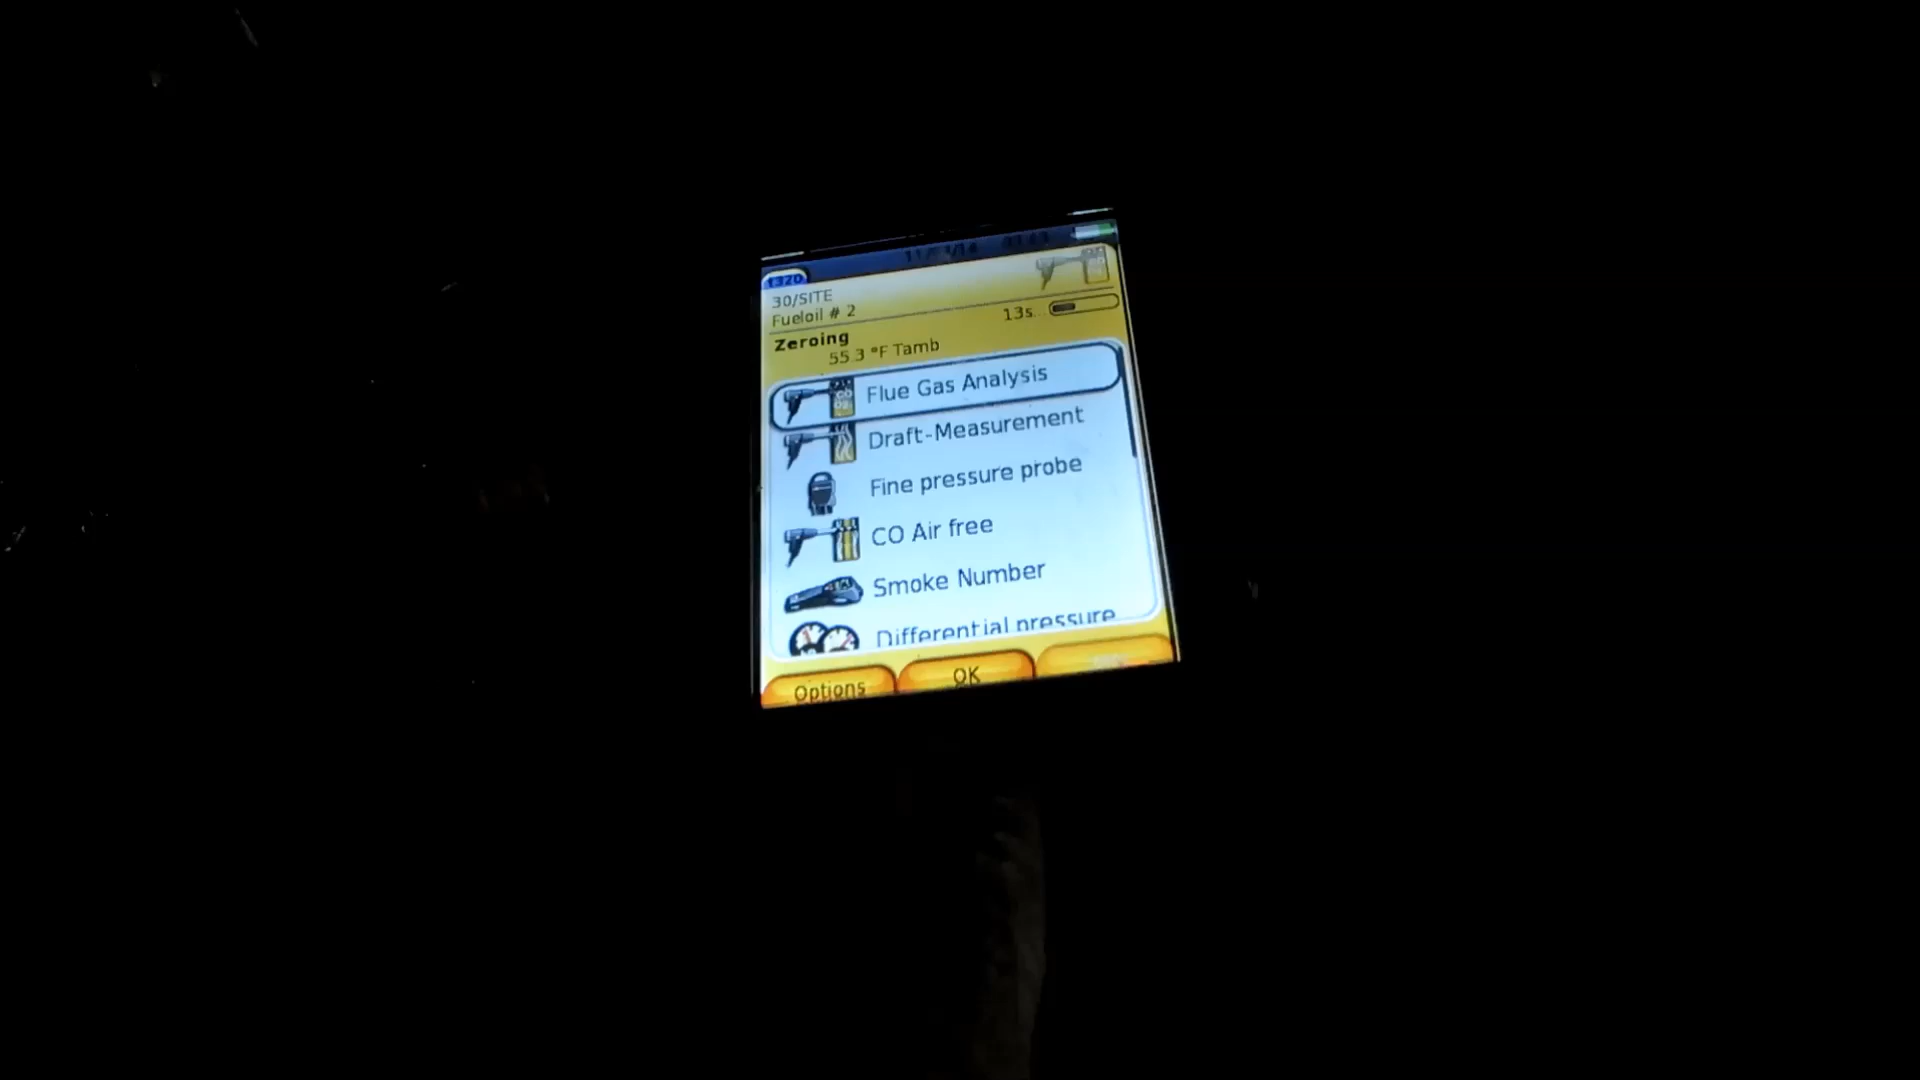 t320
30/SITE
Fueloil # 2
13s...
Zeroing
55.3 °F Tamb
Flue Gas Analysis
Draft-Measurement
Fine pressure probe
CO Air free
Smoke Number
Differential pressure
Options
OK